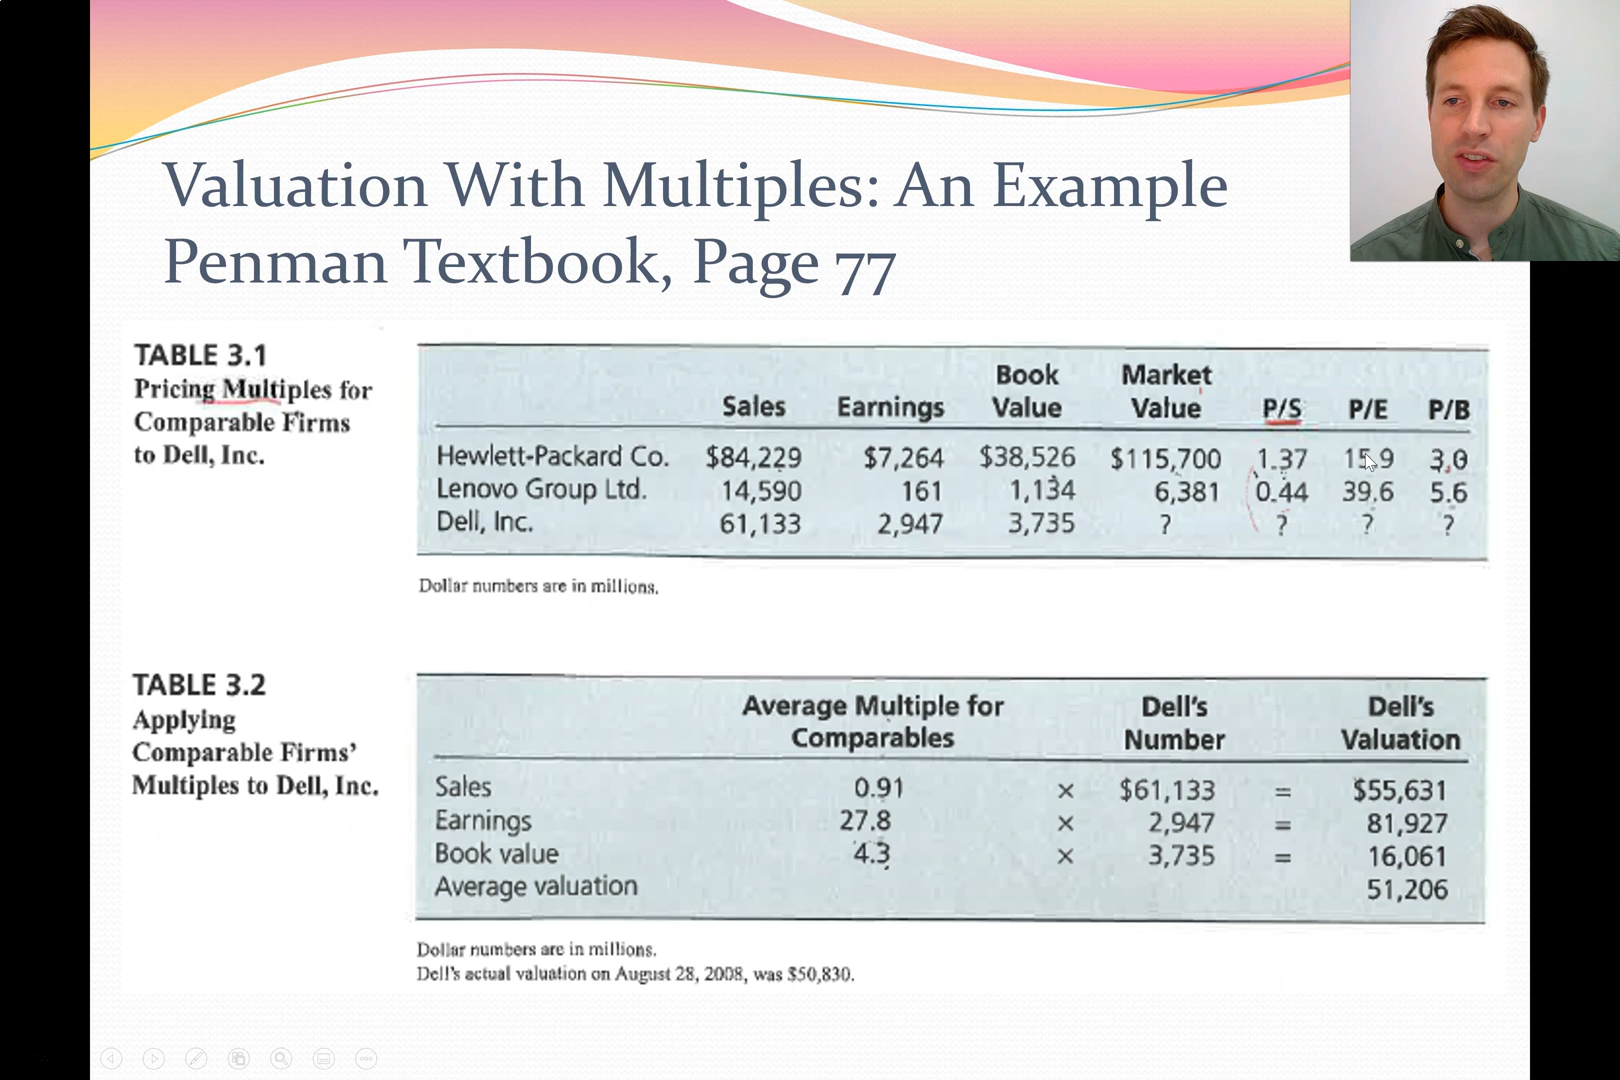 Valuation With Multiples: An Example
Penman Textbook, Page 77
TABLE 3.1
Pricing Multiples for
Comparable Firms
to Dell, Inc.
Book Market
Sales Earnings Value Value P/S P/E P/B
Hewlett-Packard Co. $84,229 $7,264 $38,526 $115,700 1.37 15.9 3.0
Lenovo Group Ltd. 14,590 161 1,134 6,381 0.44 39.6 5.6
Dell, Inc. 61,133 2,947 3,735 ? ? ? ?
Dollar numbers are in millions.
TABLE 3.2
Applying
Comparable Firms’
Multiples to Dell, Inc.
Average Multiple for Dell’s Dell’s
Comparables Number Valuation
Sales 0.91 × $61,133 = $55,631
Earnings 27.8 × 2,947 = 81,927
Book value 4.3 × 3,735 = 16,061
Average valuation 51,206
Dollar numbers are in millions.
Dell’s actual valuation on August 28, 2008, was $50,830.